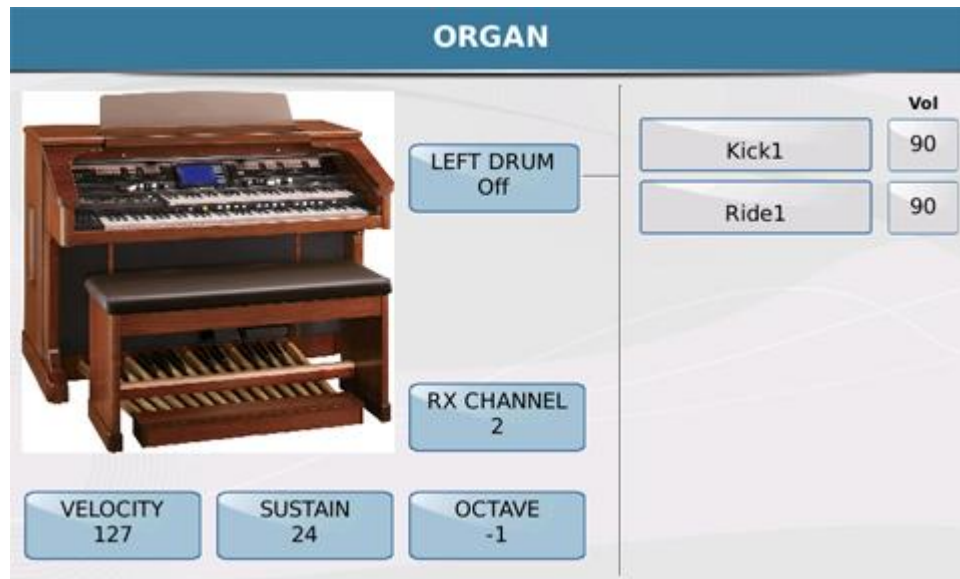 ORGAN
LEFT DRUM
Off
RX CHANNEL
2
VELOCITY
127
SUSTAIN
24
OCTAVE
-1
Vol
Kick1
90
Ride1
90